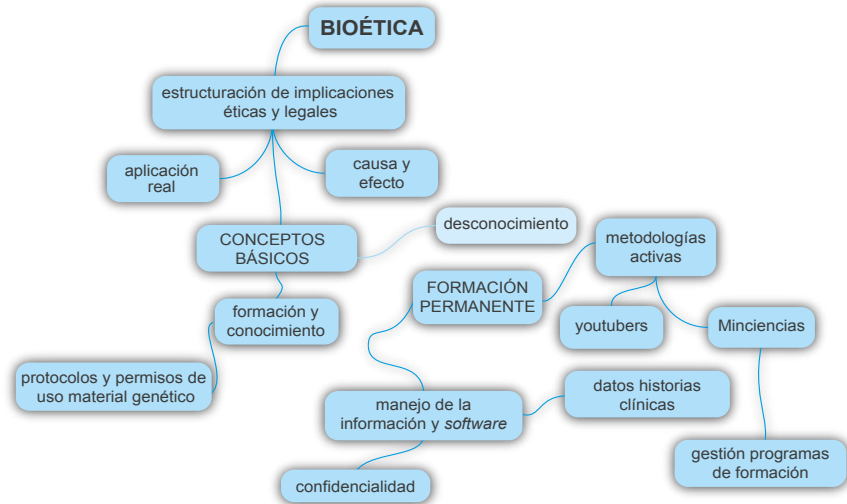 BIOÉTICA
estructuración de implicaciones
éticas y legales
aplicación
real
causa y
efecto
CONCEPTOS
BÁSICOS
desconocimiento
formación y
conocimiento
protocolos y permisos de
uso material genético
FORMACIÓN
PERMANENTE
metodologías
activas
youtubers
Minciencias
manejo de la
información y software
datos historias
clínicas
confidencialidad
gestión programas
de formación